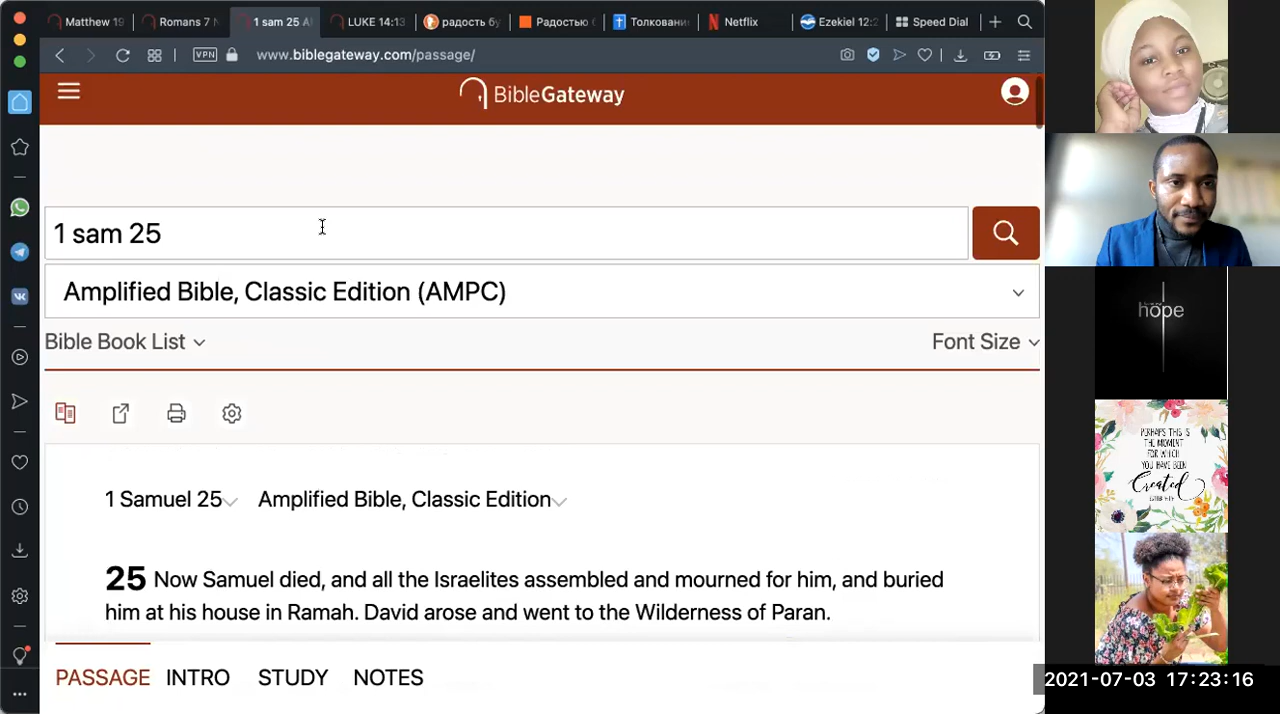 Matthew 19
Romans 7
1 sam 25
LUKE 14:13
радость бу
Радостью
Толкован
Netflix
Ezekiel 12:2
Speed Dial
VPN
www.biblegateway.com/passage/
BibleGateway
1 sam 25
Amplified Bible, Classic Edition (AMPC)
Bible Book List
Font Size
1 Samuel 25
Amplified Bible, Classic Edition
25 Now Samuel died, and all the Israelites assembled and mourned for him, and buried
him at his house in Ramah. David arose and went to the Wilderness of Paran.
PASSAGE INTRO STUDY NOTES
hope
PERHAPS THIS IS
THE MOMENT
FOR WHICH
YOU HAVE BEEN
Created
2021-07-03 17:23:16